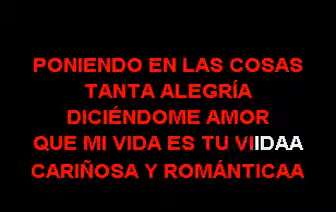 PONIENDO EN LAS COSAS
TANTA ALEGRÍA
DICIÉNDOME AMOR
QUE MI VIDA ES TU VIIDAA
CARIÑOSA Y ROMÁNTICAA